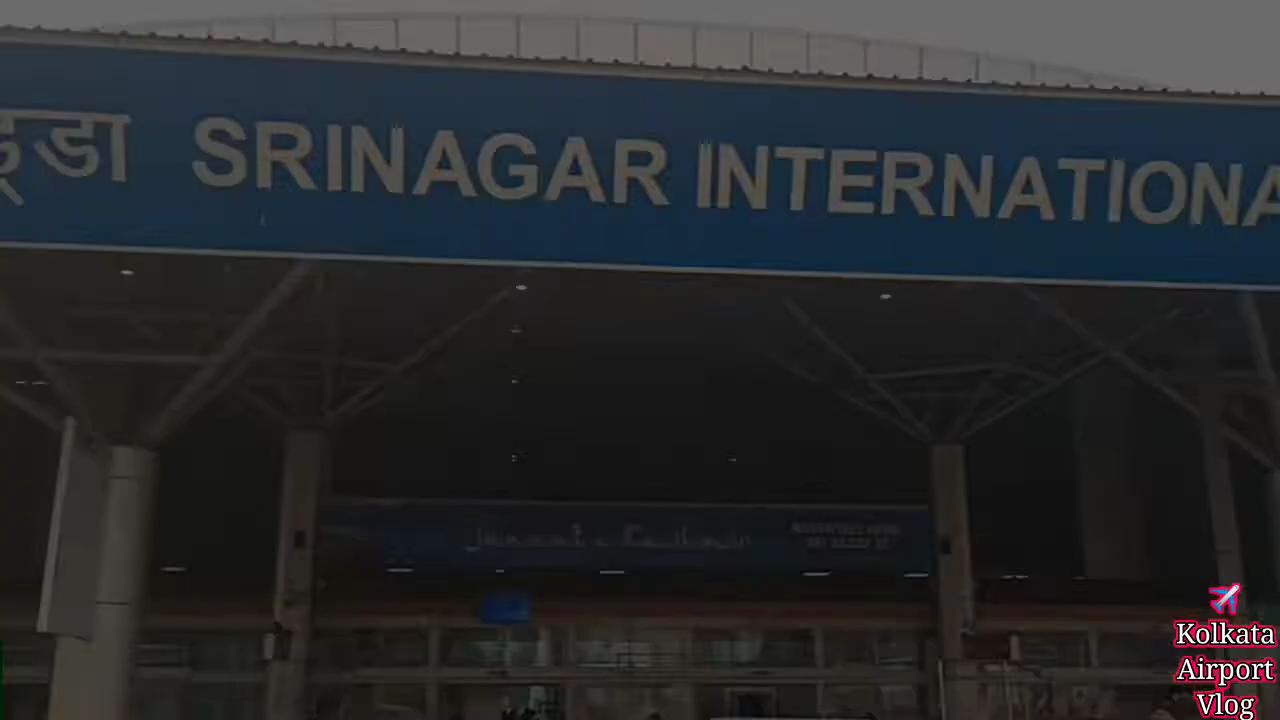 ड्डा SRINAGAR INTERNATIONA
Kolkata
Airport
Vlog